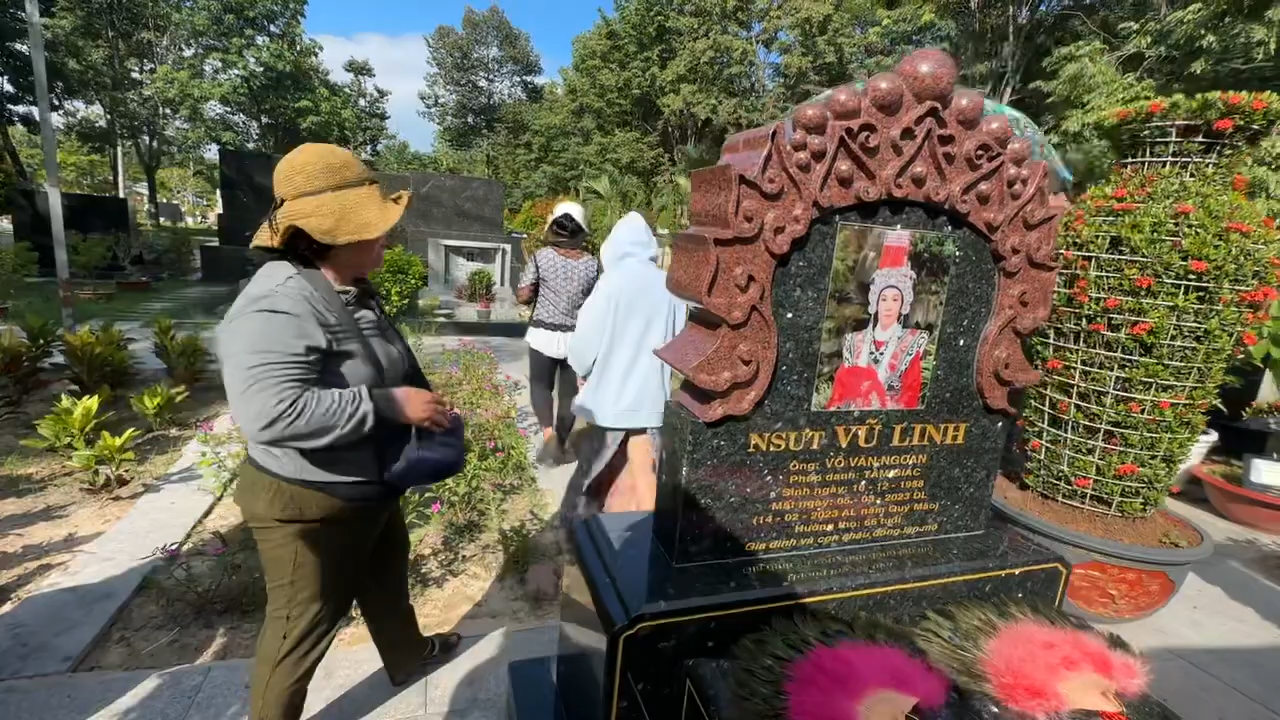 NSƯT VŨ LINH
Ông: VÕ VĂN NGOAN
Pháp danh: TÂM GIÁC
Sinh ngày: 10 - 12 - 1958
Mất ngày: 05 - 03 - 2023 DL
(14 - 02 - 2023 AL năm Quý Mão)
Hưởng thọ: 66 tuổi
Gia đình và con cháu đồng lập mộ